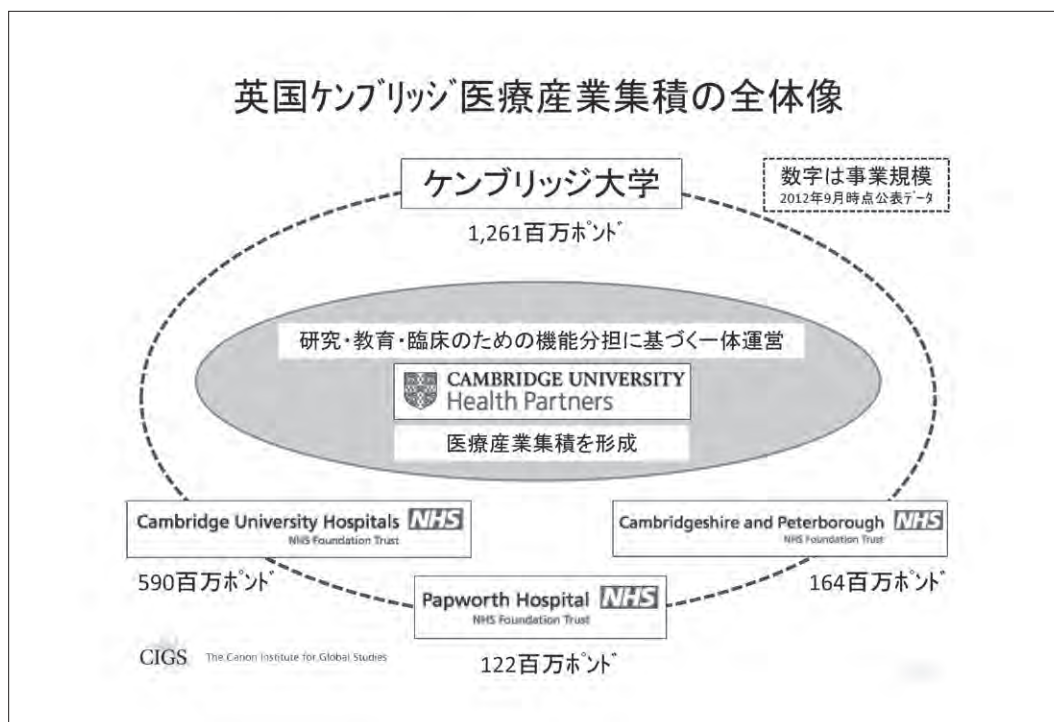 英国ケンブリッジ医療産業集積の全体像
ケンブリッジ大学
1,261百万ポンド
数字は事業規模
2012年9月時点公表データ
研究・教育・臨床のための機能分担に基づく一体運営
CAMBRIDGE UNIVERSITY
Health Partners
医療産業集積を形成
Cambridge University Hospitals NHS
NHS Foundation Trust
590百万ポンド
Cambridgeshire and Peterborough NHS
NHS Foundation Trust
164百万ポンド
Papworth Hospital NHS
NHS Foundation Trust
122百万ポンド
CIGS The Canon Institute for Global Studies